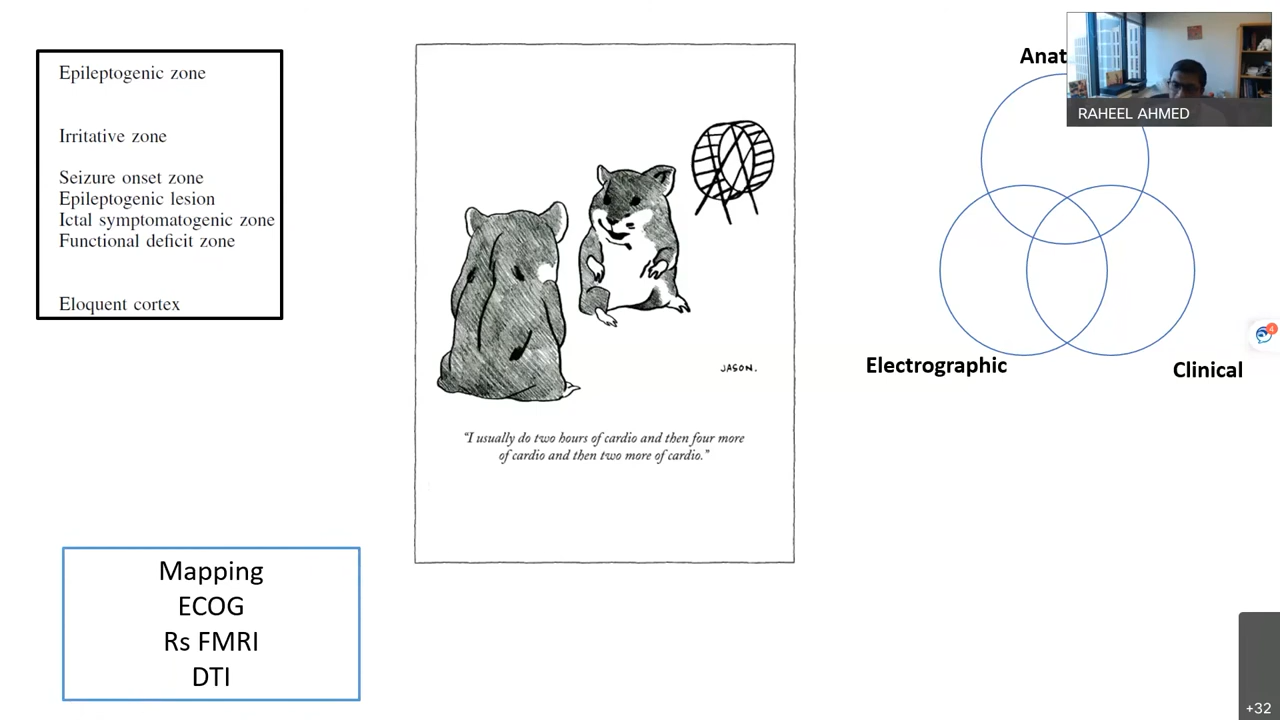 Epileptogenic zone
Irritative zone
Seizure onset zone
Epileptogenic lesion
Ictal symptomatogenic zone
Functional deficit zone
Eloquent cortex
Mapping
ECOG
Rs FMRI
DTI
JASON.
“I usually do two hours of cardio and then four more
of cardio and then two more of cardio.”
Anat
RAHEEL AHMED
Electrographic
Clinical
4
+32